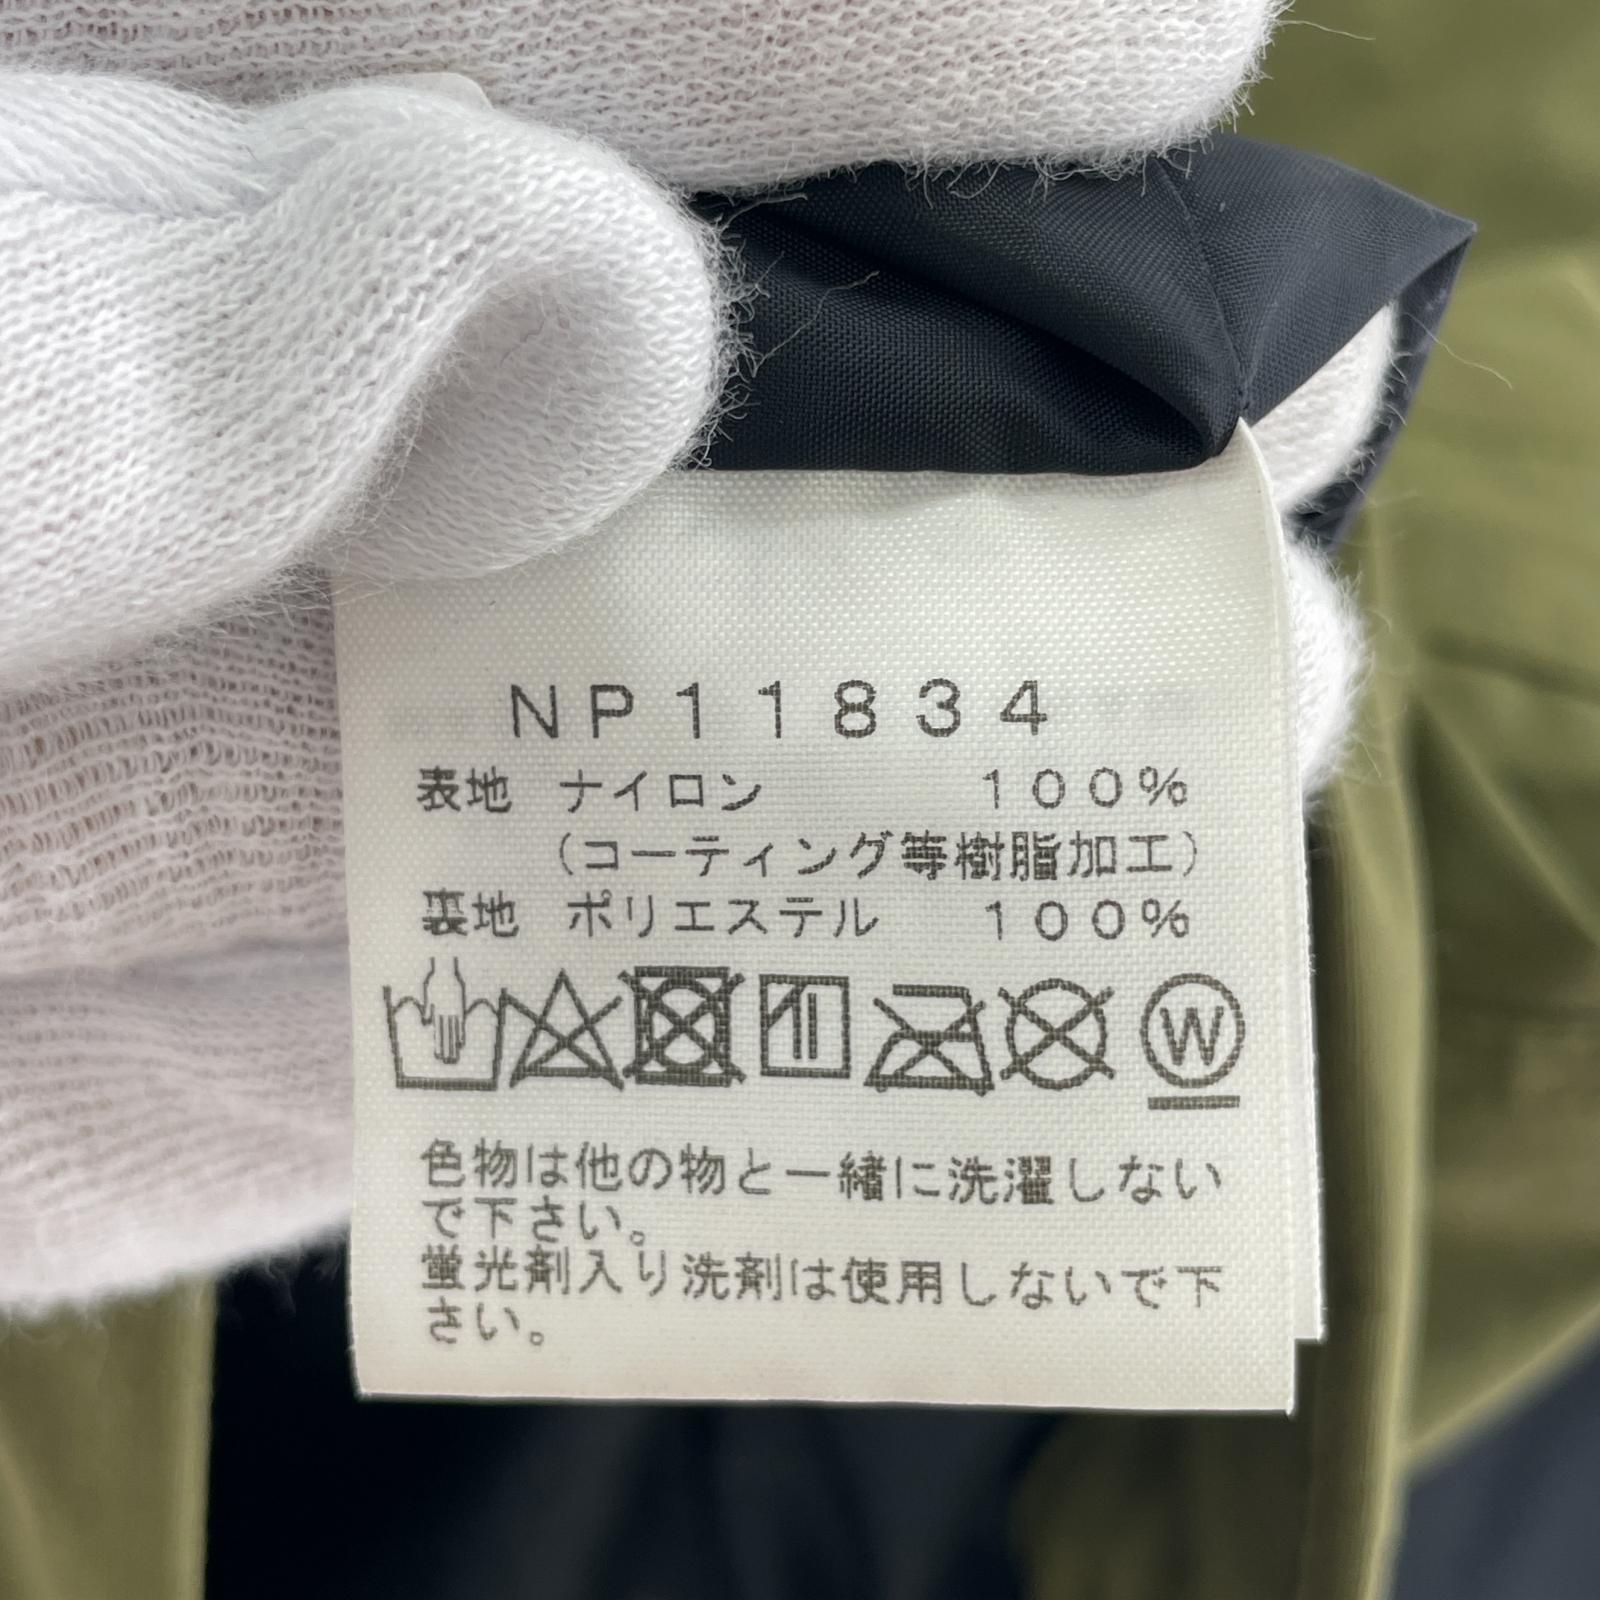 NP11834
表地 ナイロン 100%
(コーティング等樹脂加工)
裏地 ポリエステル 100%
W
色物は他の物と一緒に洗濯しない
で下さい。
蛍光剤入り洗剤は使用しないで下
さい。